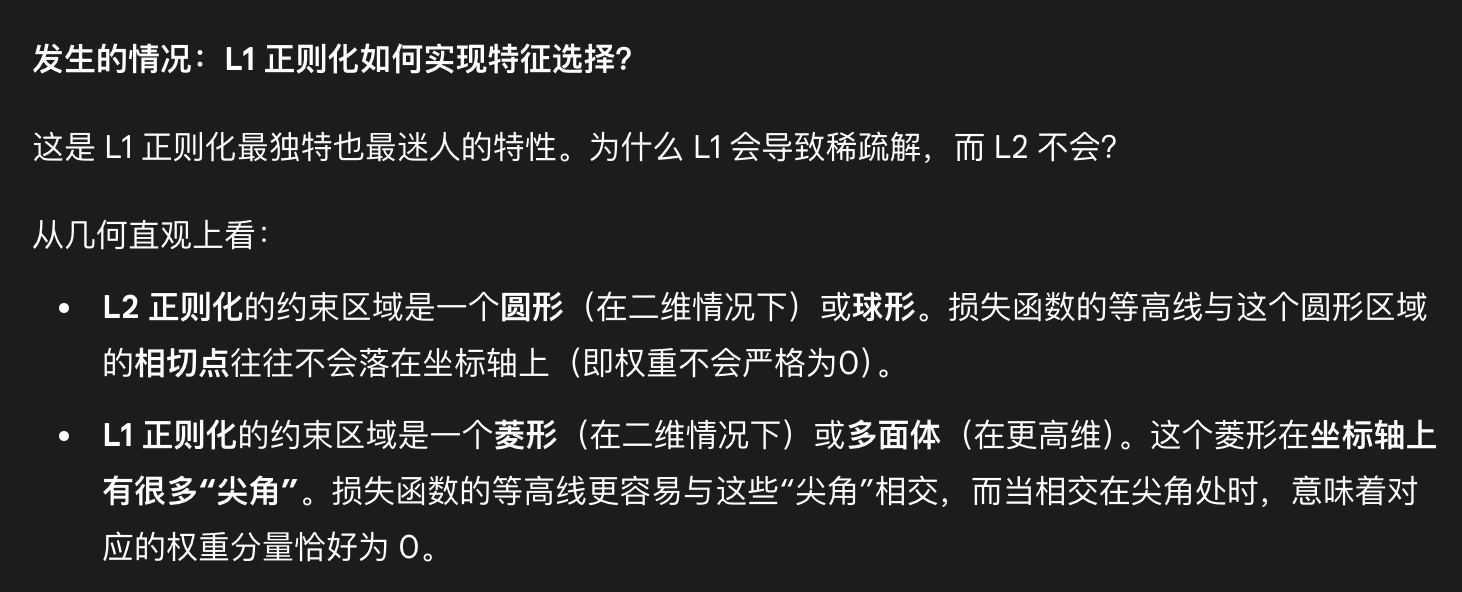 发生的情况：L1 正则化如何实现特征选择？
这是 L1 正则化最独特也最迷人的特性。为什么 L1 会导致稀疏解，而 L2 不会？
从几何直观上看：
• L2 正则化的约束区域是一个圆形（在二维情况下）或球形。损失函数的等高线与这个圆形区域
的相切点往往不会落在坐标轴上（即权重不会严格为0）。
• L1 正则化的约束区域是一个菱形（在二维情况下）或多面体（在更高维）。这个菱形在坐标轴上
有很多“尖角”。损失函数的等高线更容易与这些“尖角”相交，而当相交在尖角处时，意味着对
应的权重分量恰好为 0。